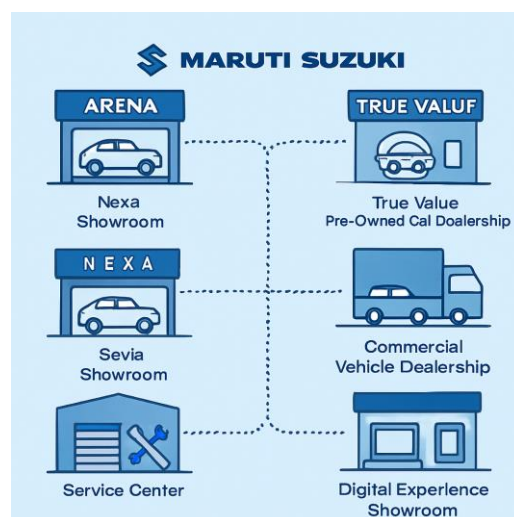 MARUTI SUZUKI
ARENA
Nexa
Showroom
TRUE VALUF
True Value
Pre-Owned Cal Doalership
NEXA
Sevia
Showroom
Commercial
Vehicle Dealership
Service Center
Digital Experlence
Showroom